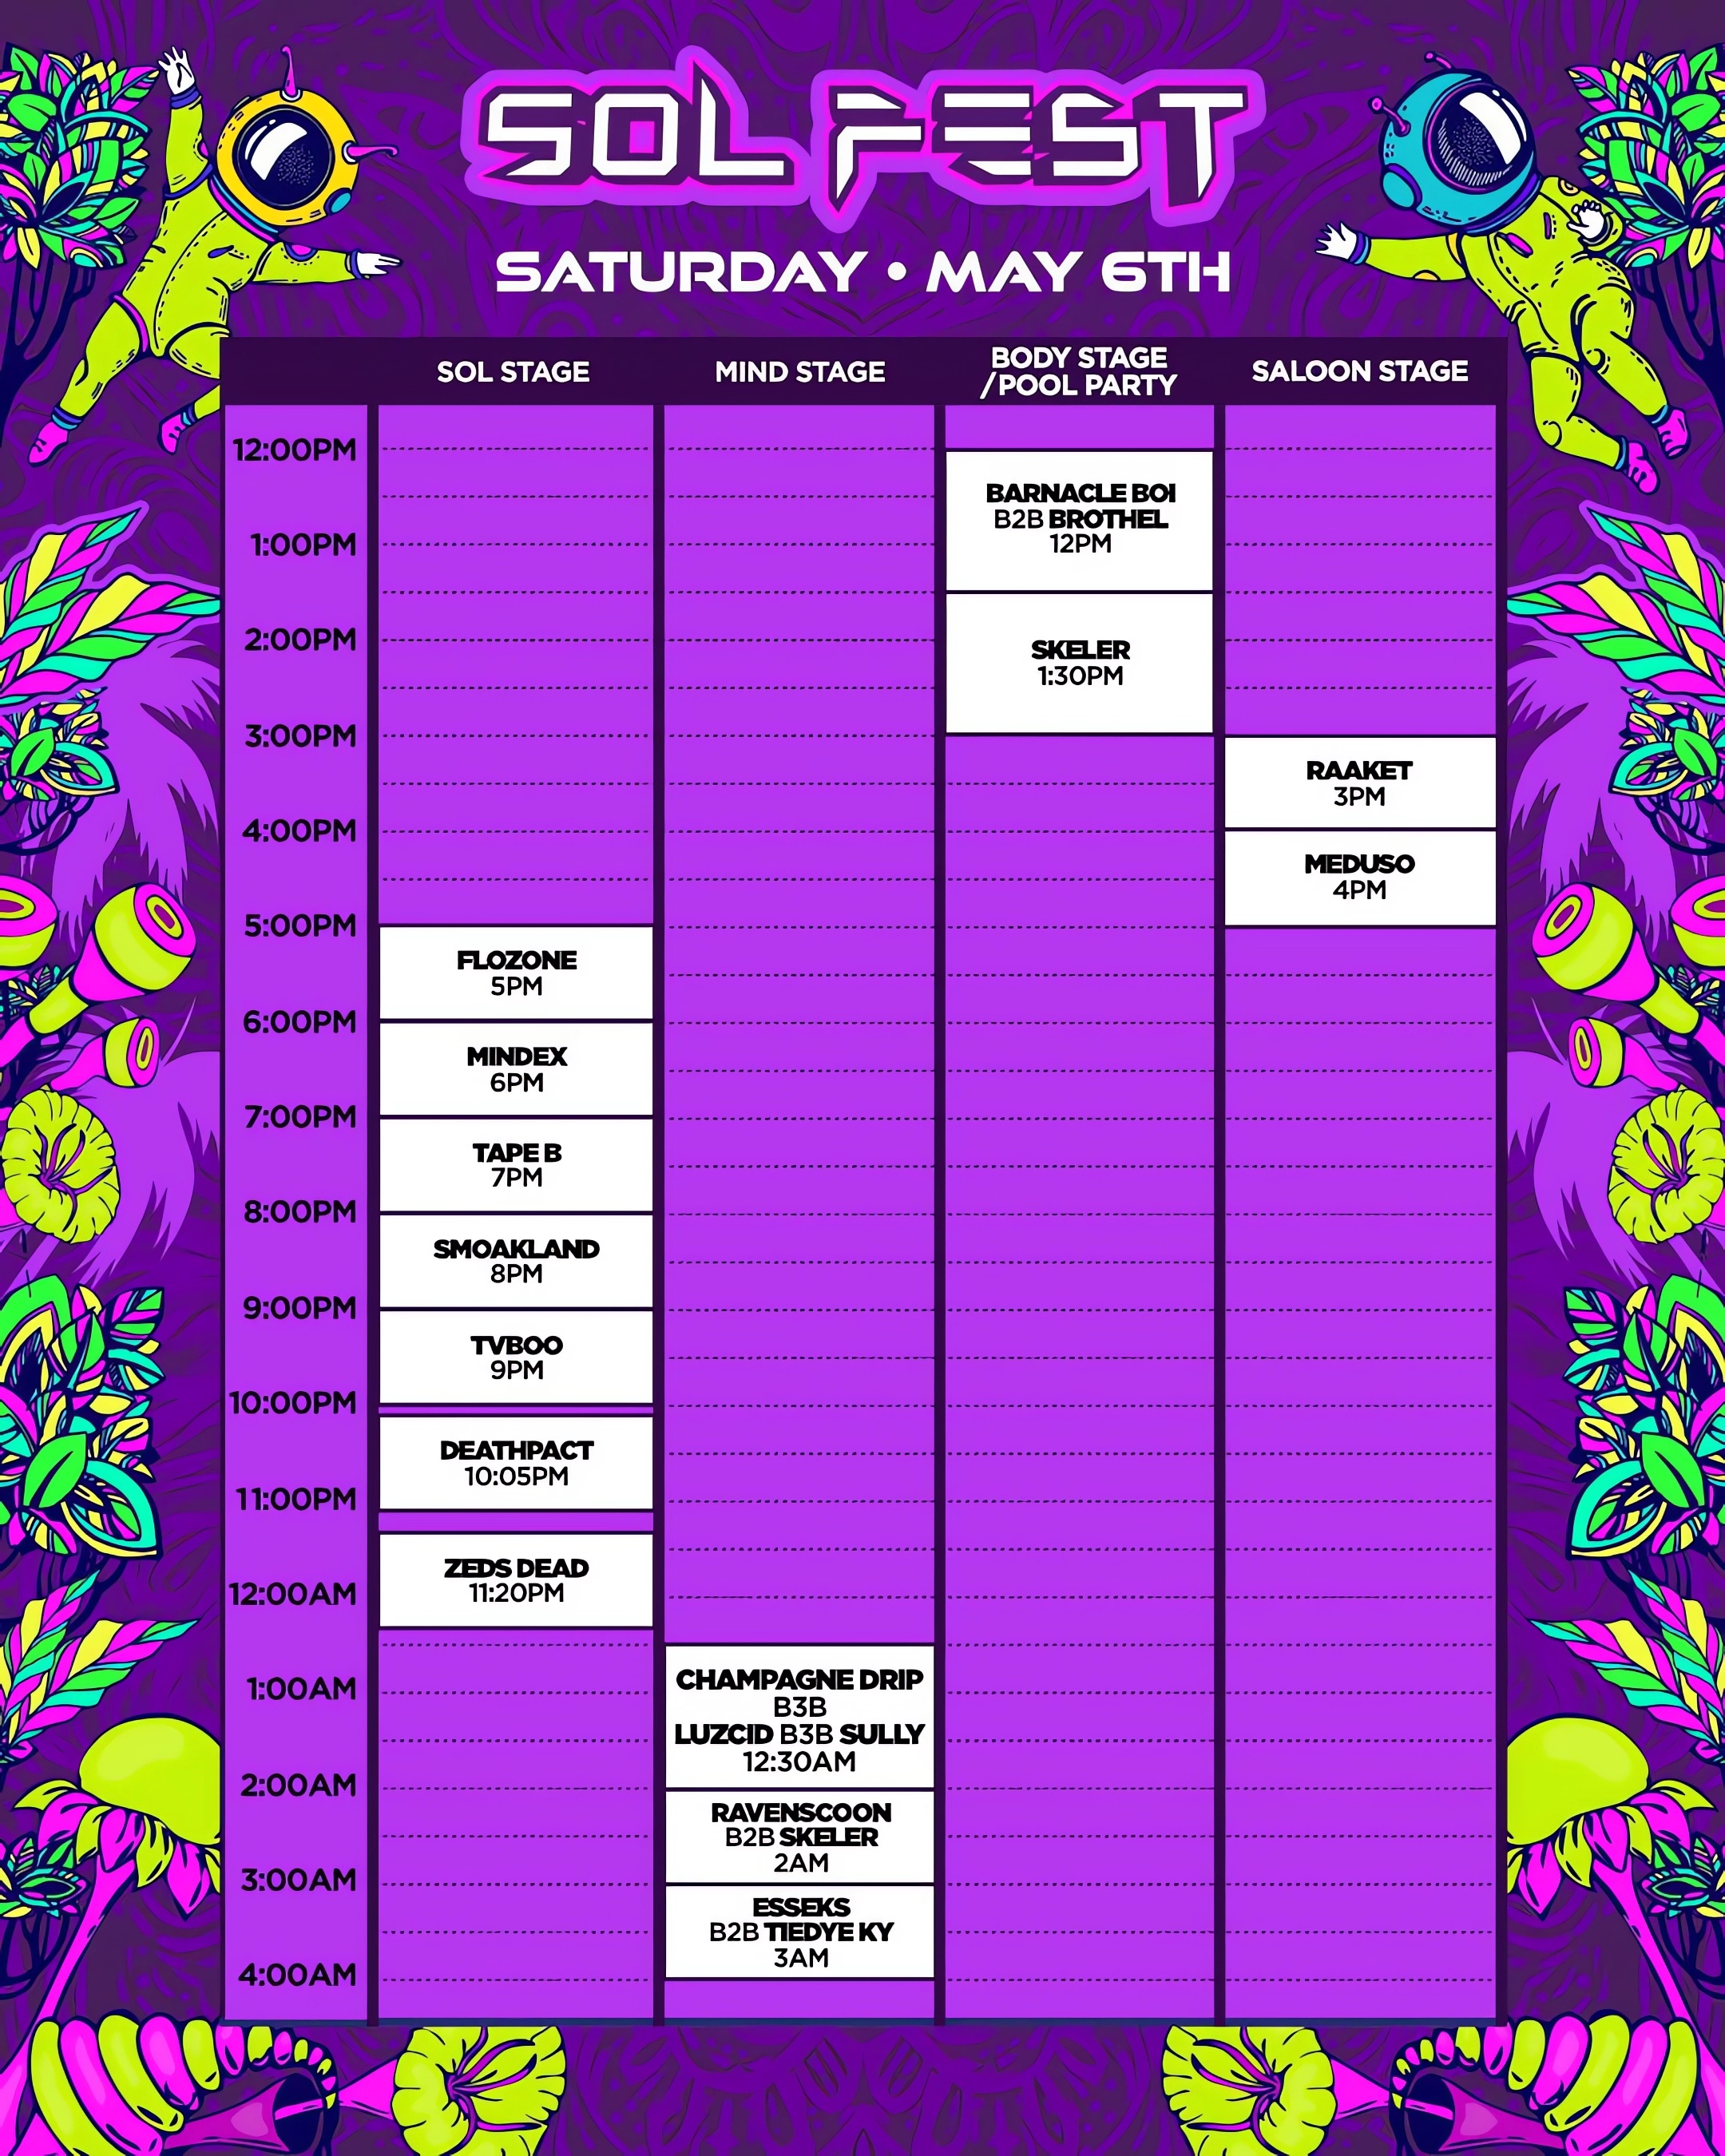 SOL FEST
SATURDAY • MAY 6TH
SOL STAGE
MIND STAGE
BODY STAGE
/POOL PARTY
SALOON STAGE
12:00PM
1:00PM
2:00PM
3:00PM
4:00PM
5:00PM
6:00PM
7:00PM
8:00PM
9:00PM
10:00PM
11:00PM
12:00AM
1:00AM
2:00AM
3:00AM
4:00AM
FLOZONE
5PM
MINDEX
6PM
TAPE B
7PM
SMOAKLAND
8PM
TVBOO
9PM
DEATHPACT
10:05PM
ZEDS DEAD
11:20PM
CHAMPAGNE DRIP
B3B
LUZCID B3B SULLY
12:30AM
RAVENSCOON
B2B SKELER
2AM
ESSEKS
B2B TIEDYE KY
3AM
BARNACLE BOI
B2B BROTHEL
12PM
SKELER
1:30PM
RAAKET
3PM
MEDUSO
4PM